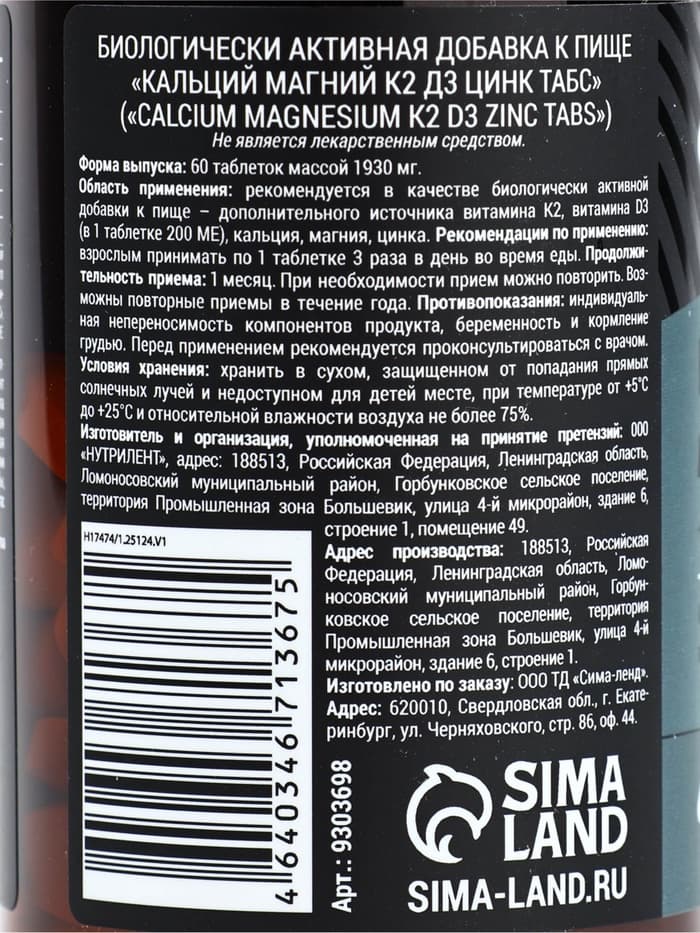 БИОЛОГИЧЕСКИ АКТИВНАЯ ДОБАВКА К ПИЩЕ
«КАЛЬЦИЙ МАГНИЙ К2 Д3 ЦИНК ТАБС»
(«CALCIUM MAGNESIUM K2 D3 ZINC TABS»)
Не является лекарственным средством.
Форма выпуска: 60 таблеток массой 1930 мг.
Область применения: рекомендуется в качестве биологически активной
добавки к пище – дополнительного источника витамина К2, витамина D3
(в 1 таблетке 200 МЕ), кальция, магния, цинка. Рекомендации по применению:
взрослым принимать по 1 таблетке 3 раза в день во время еды. Продолжи-
тельность приема: 1 месяц. При необходимости прием можно повторить. Воз-
можны повторные приемы в течение года. Противопоказания: индивидуаль-
ная непереносимость компонентов продукта, беременность и кормление
грудью. Перед применением рекомендуется проконсультироваться с врачом.
Условия хранения: хранить в сухом, защищенном от попадания прямых
солнечных лучей и недоступном для детей месте, при температуре от +5°С
до +25°С и относительной влажности воздуха не более 75%.
Изготовитель и организация, уполномоченная на принятие претензий: ООО
«НУТРИЛЕНТ», адрес: 188513, Российская Федерация, Ленинградская область,
Ломоносовский муниципальный район, Горбунковское сельское поселение,
территория Промышленная зона Большевик, улица 4-й микрорайон, здание 6,
строение 1, помещение 49.
Адрес производства: 188513, Российская
Федерация, Ленинградская область, Ломо-
носовский муниципальный район, Горбун-
ковское сельское поселение, территория
Промышленная зона Большевик, улица 4-й
микрорайон, здание 6, строение 1.
Изготовлено по заказу: ООО ТД «Сима-ленд».
Адрес: 620010, Свердловская обл., г. Екате-
ринбург, ул. Черняховского, стр. 86, оф. 44.
H17474/1.25124.V1
4 640346 713675
Арт.: 9303698
SIMA
LAND
SIMA-LAND.RU